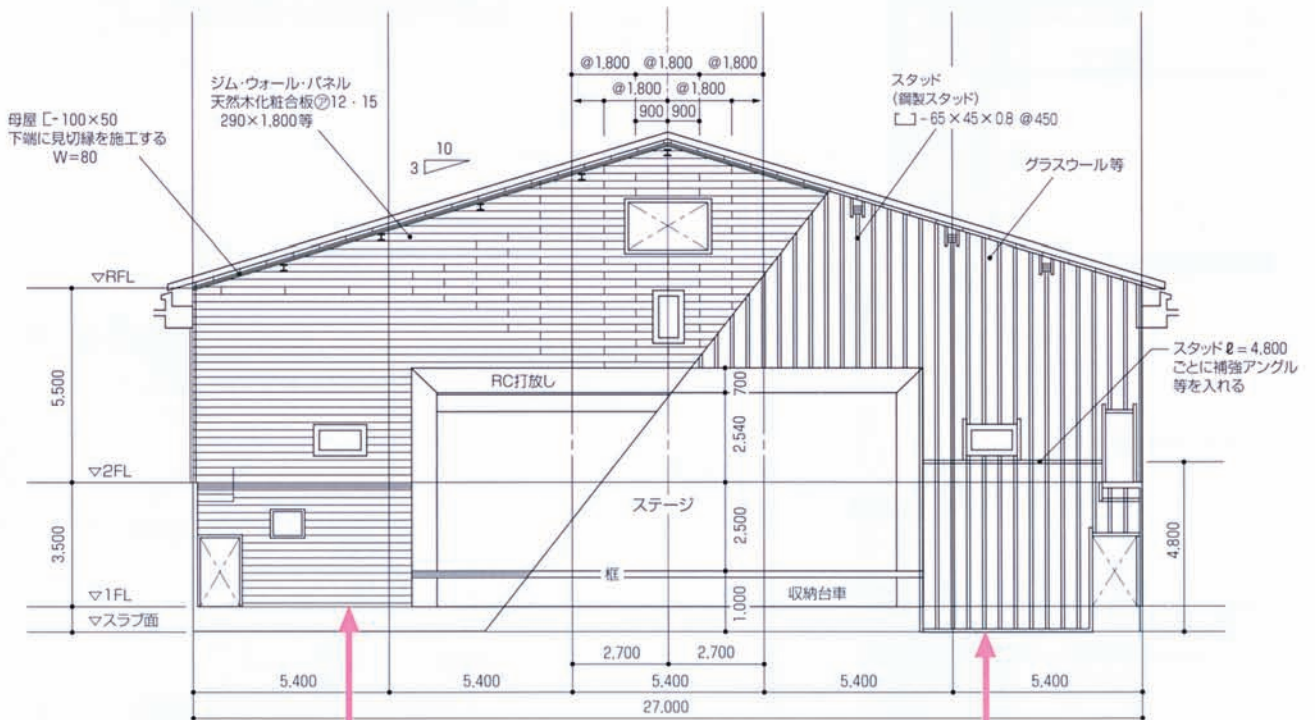 @1,800 @1,800 @1,800
@1,800 @1,800
900 900
ジム・ウォール・パネル
天然木化粧合板㋐12・15
290×1,800等
スタッド
(鋼製スタッド)
[ ]-65×45×0.8 @450
母屋 [-100×50
下端に見切縁を施工する
W=80
10
3
グラスウール等
▽RFL
スタッドℓ=4,800
ごとに補強アングル
等を入れる
RC打放し
700
5,500
2,540
▽2FL
ステージ
2,500
3,500
4,800
框
▽1FL
収納台車
1,000
▽スラブ面
2,700 2,700
5,400 5,400 5,400 5,400 5,400
27,000